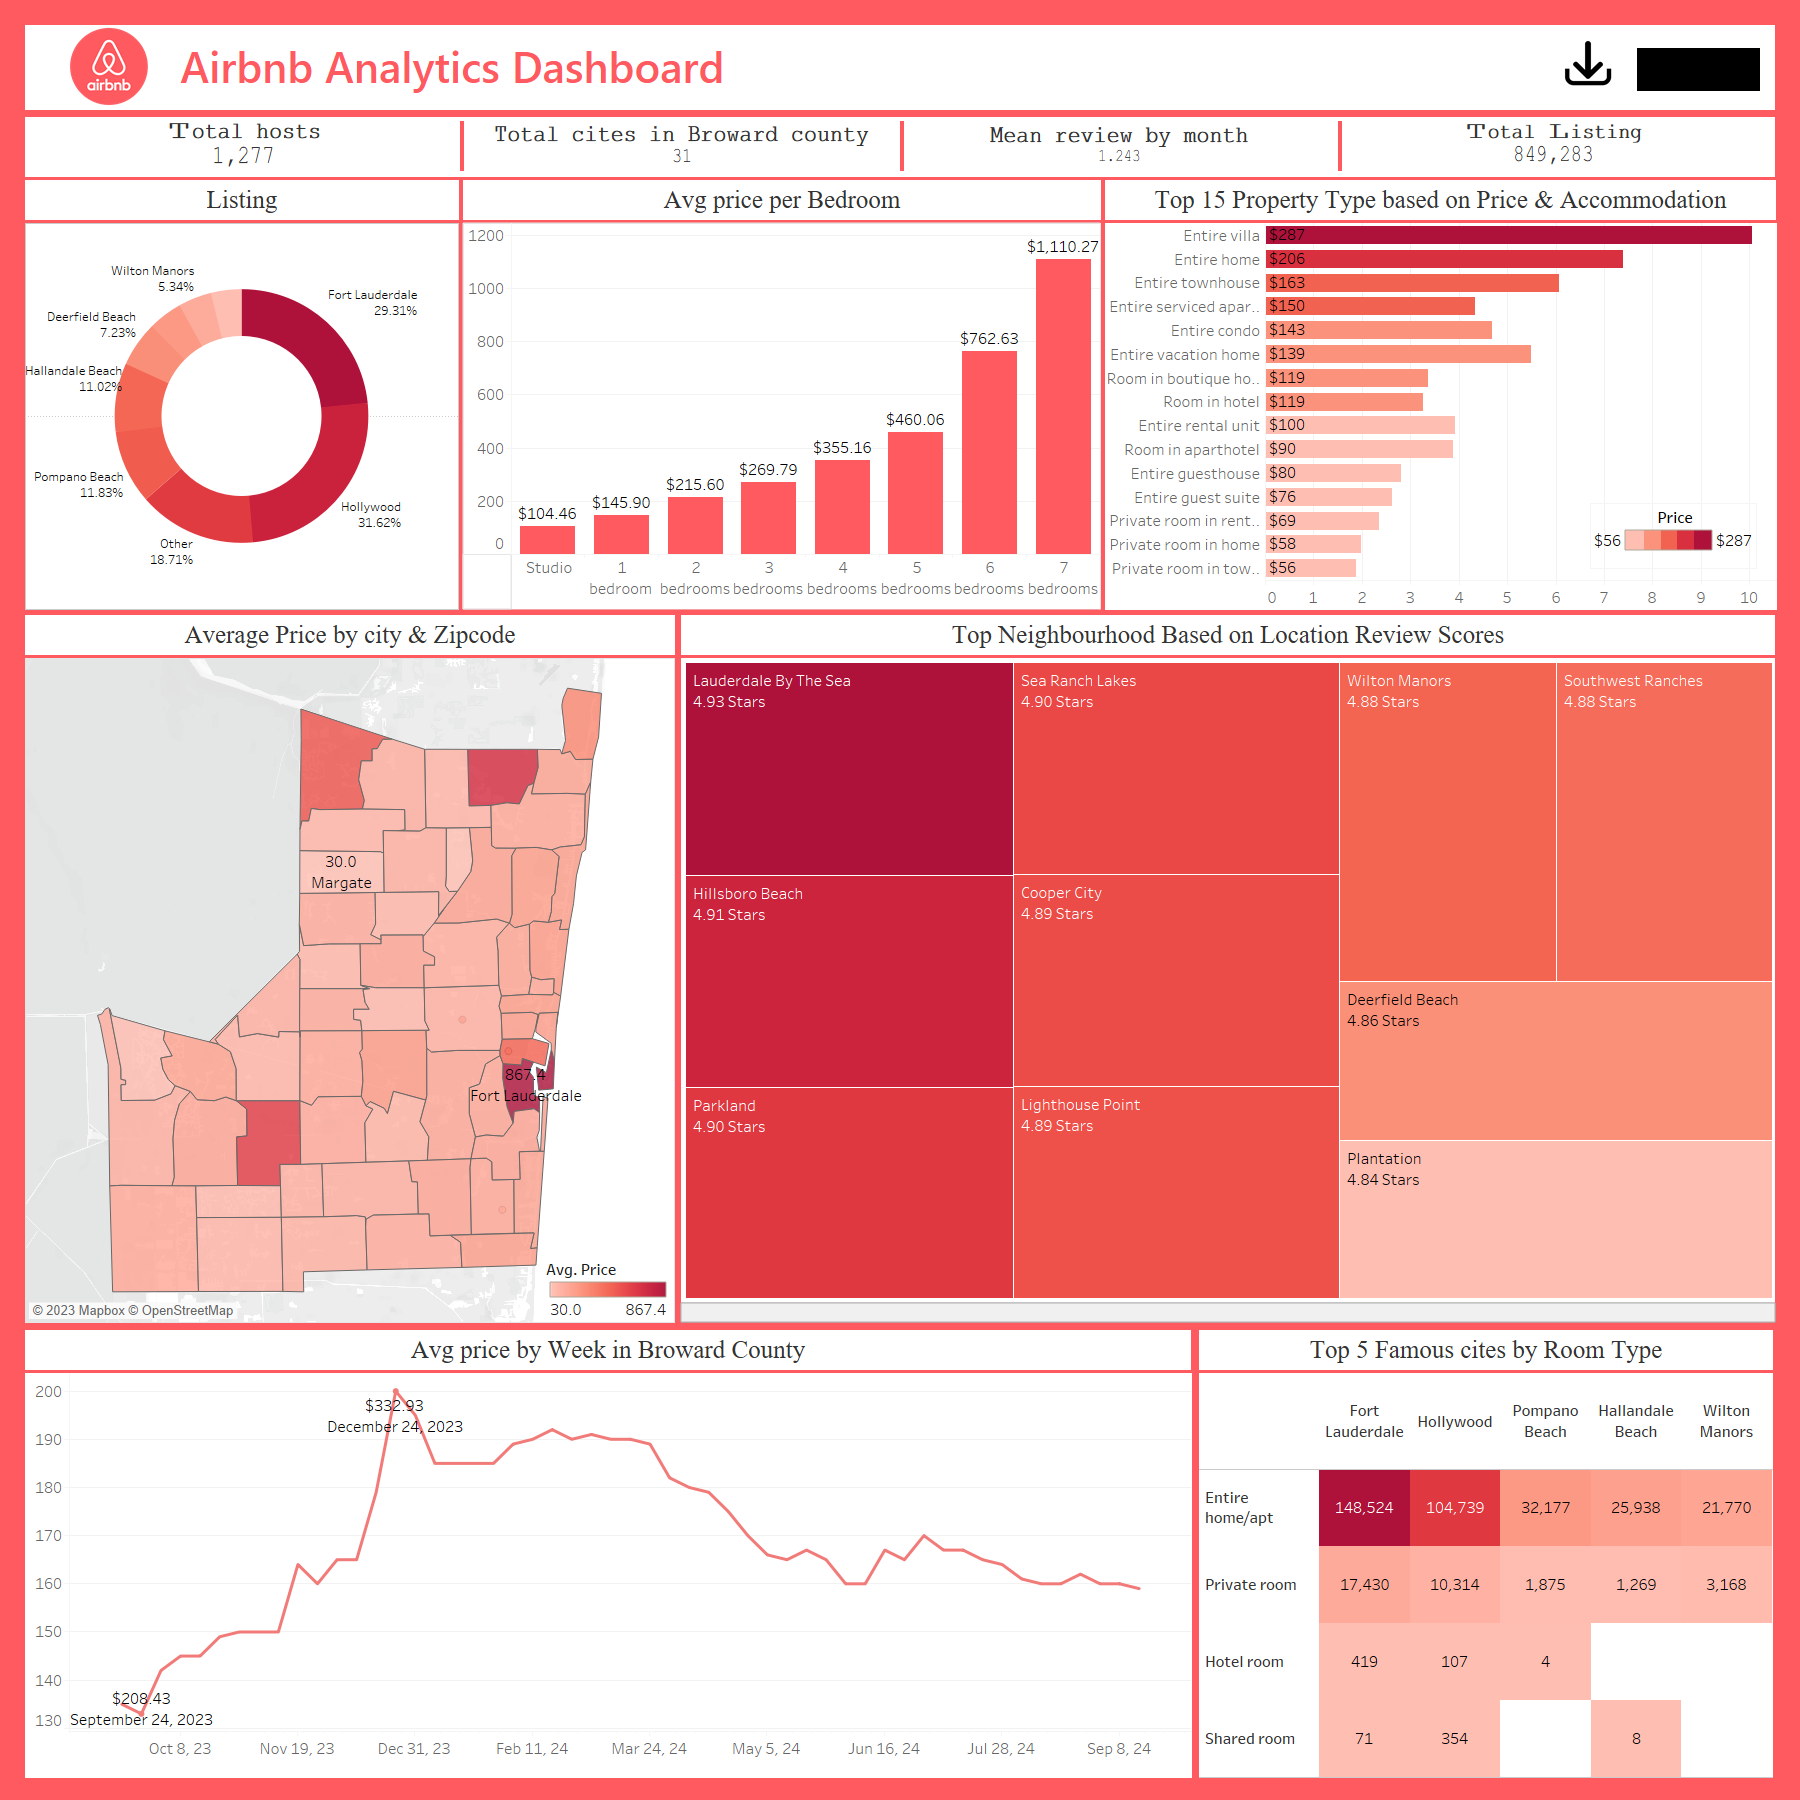 airbnb
Airbnb Analytics Dashboard
Total hosts
1,277
Total cites in Broward county
31
Mean review by month
1.243
Total Listing
849,283
Listing
Wilton Manors
5.34%
Fort Lauderdale
29.31%
Deerfield Beach
7.23%
Hallandale Beach
11.02%
Pompano Beach
11.83%
Hollywood
31.62%
Other
18.71%
Avg price per Bedroom
1200
1000
800
600
400
200
0
$104.46
$145.90
$215.60
$269.79
$355.16
$460.06
$762.63
$1,110.27
Studio
1
bedroom
2
bedrooms
3
bedrooms
4
bedrooms
5
bedrooms
6
bedrooms
7
bedrooms
Top 15 Property Type based on Price & Accommodation
Entire villa $287
Entire home $206
Entire townhouse $163
Entire serviced apar.. $150
Entire condo $143
Entire vacation home $139
Room in boutique ho.. $119
Room in hotel $119
Entire rental unit $100
Room in aparthotel $90
Entire guesthouse $80
Entire guest suite $76
Private room in rent.. $69
Private room in home $58
Private room in tow.. $56
0 1 2 3 4 5 6 7 8 9 10
Price
$56 $287
Average Price by city & Zipcode
30.0
Margate
867.4
Fort Lauderdale
Avg. Price
30.0 867.4
© 2023 Mapbox © OpenStreetMap
Top Neighbourhood Based on Location Review Scores
Lauderdale By The Sea
4.93 Stars
Hillsboro Beach
4.91 Stars
Parkland
4.90 Stars
Sea Ranch Lakes
4.90 Stars
Cooper City
4.89 Stars
Lighthouse Point
4.89 Stars
Wilton Manors
4.88 Stars
Southwest Ranches
4.88 Stars
Deerfield Beach
4.86 Stars
Plantation
4.84 Stars
Avg price by Week in Broward County
200
190
180
170
160
150
140
130
$332.93
December 24, 2023
$208.43
September 24, 2023
Oct 8, 23 Nov 19, 23 Dec 31, 23 Feb 11, 24 Mar 24, 24 May 5, 24 Jun 16, 24 Jul 28, 24 Sep 8, 24
Top 5 Famous cites by Room Type
Fort
Lauderdale
Hollywood
Pompano
Beach
Hallandale
Beach
Wilton
Manors
Entire
home/apt
148,524 104,739 32,177 25,938 21,770
Private room 17,430 10,314 1,875 1,269 3,168
Hotel room 419 107 4
Shared room 71 354 8